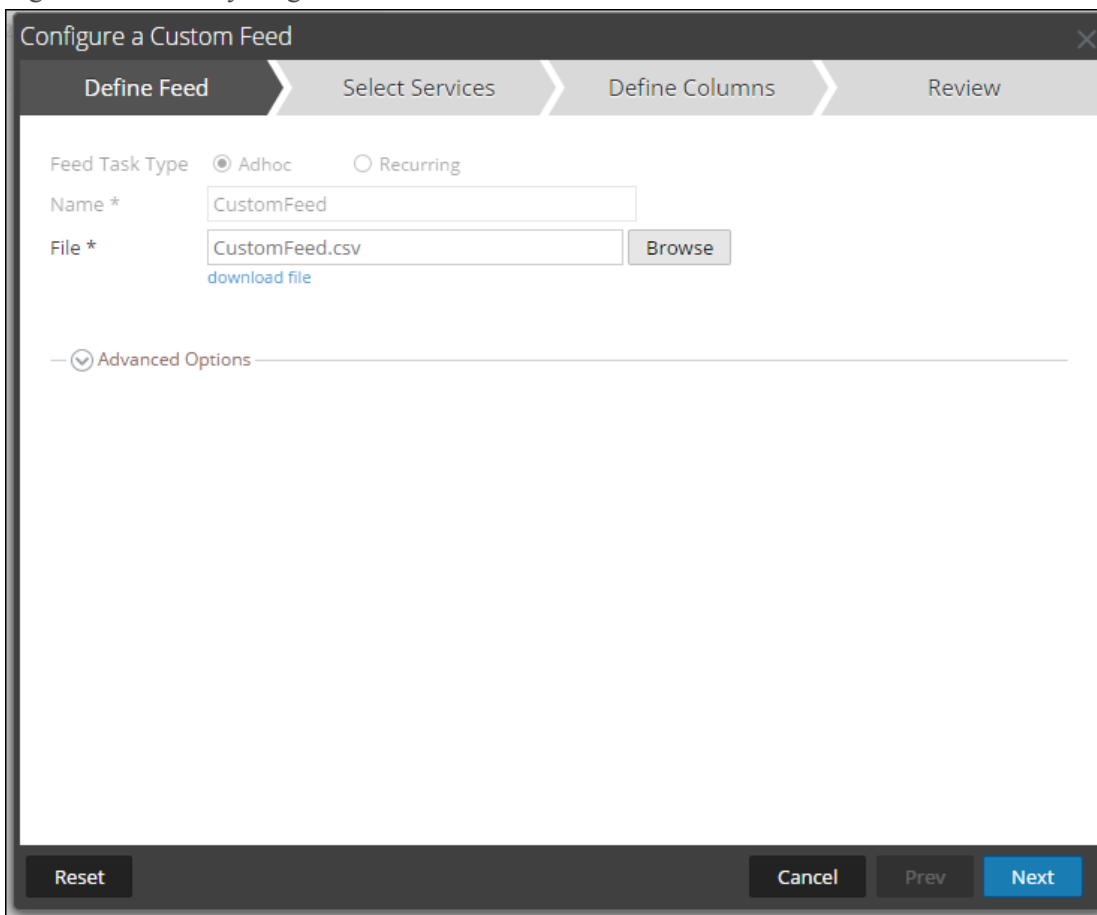 Configure a Custom Feed
Define Feed Select Services Define Columns Review
Feed Task Type Adhoc Recurring
Name * CustomFeed
File * CustomFeed.csv Browse
download file
Advanced Options
Reset Cancel Prev Next